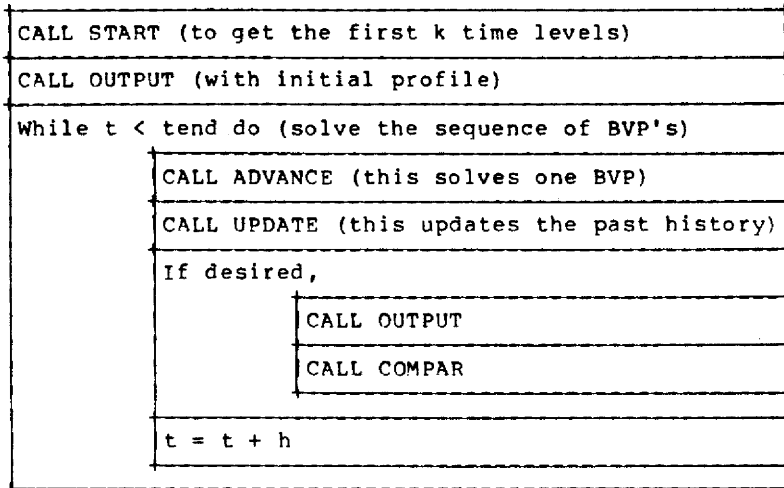 CALL START (to get the first k time levels)
CALL OUTPUT (with initial profile)
While t < tend do (solve the sequence of BVP's)
CALL ADVANCE (this solves one BVP)
CALL UPDATE (this updates the past history)
If desired,
CALL OUTPUT
CALL COMPAR
t = t + h